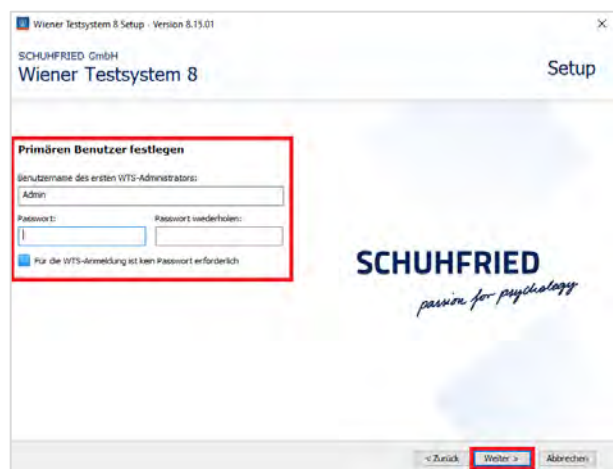 Wiener Testsystem 8 Setup - Version 8.15.01
SCHUHFRIED GmbH
Wiener Testsystem 8
Setup
Primären Benutzer festlegen
Benutzername des ersten WTS-Administrators:
Admin
Passwort: Passwort wiederholen:
Für die WTS-Anmeldung ist kein Passwort erforderlich
SCHUHFRIED
passion for psychology
< Zurück Weiter > Abbrechen